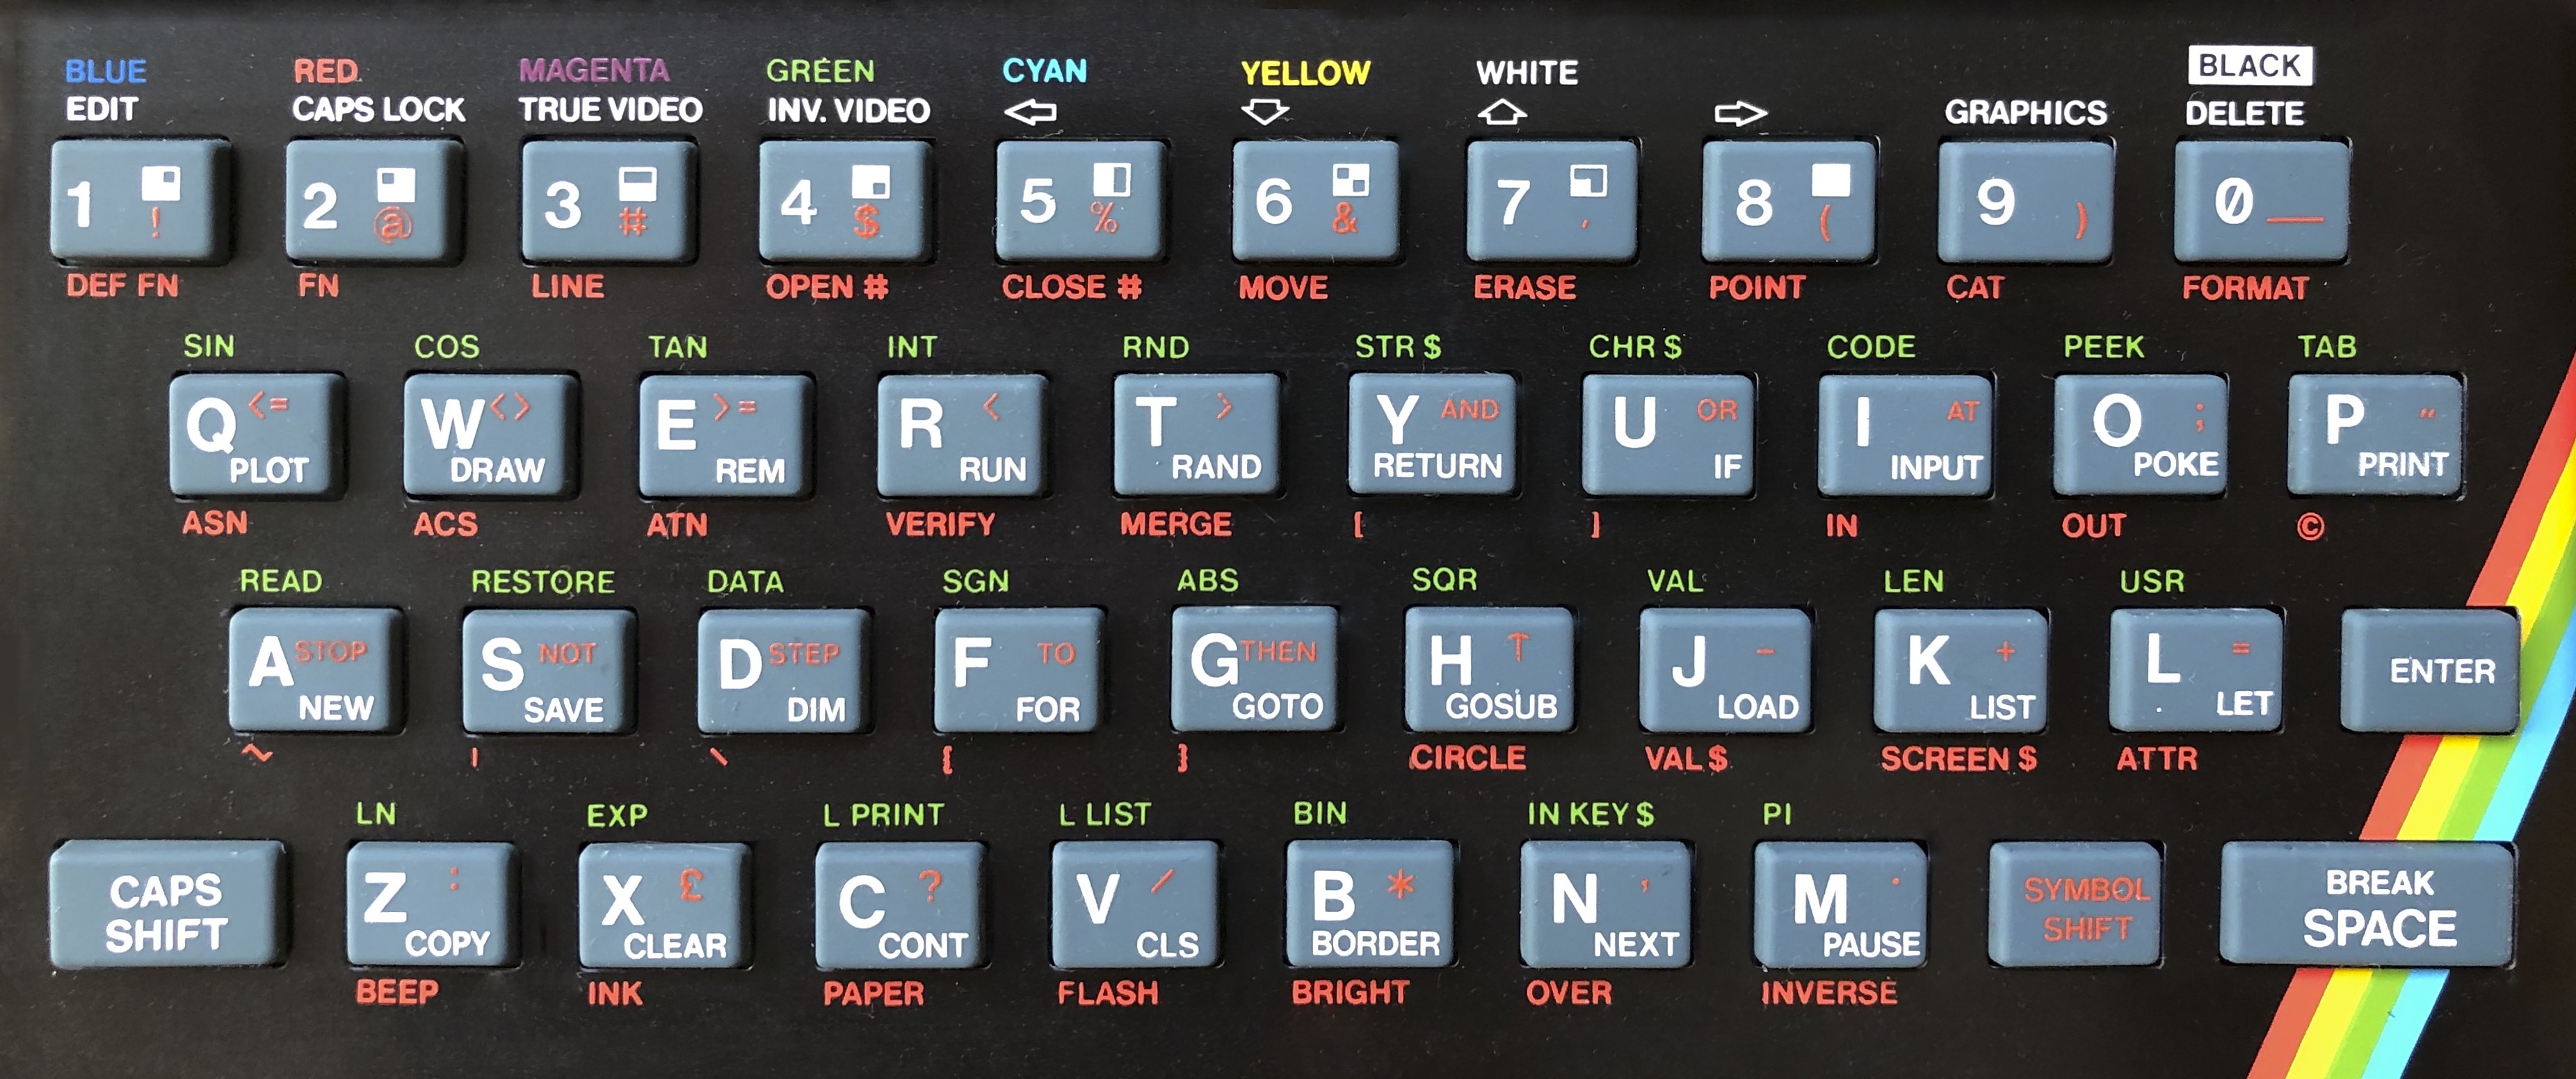 BLUE RED MAGENTA GREEN CYAN YELLOW WHITE BLACK
EDIT CAPS LOCK TRUE VIDEO INV. VIDEO ⇦ ⇩ ⇧ ⇨ GRAPHICS DELETE
1 ! 2 @ 3 # 4 $ 5 % 6 & 7 ' 8 ( 9 ) 0 _
DEF FN FN LINE OPEN # CLOSE # MOVE ERASE POINT CAT FORMAT
SIN COS TAN INT RND STR $ CHR $ CODE PEEK TAB
Q <= W <> E >= R < T > Y AND U OR I AT O ; P "
PLOT DRAW REM RUN RAND RETURN IF INPUT POKE PRINT
ASN ACS ATN VERIFY MERGE [ ] IN OUT ©
READ RESTORE DATA SGN ABS SQR VAL LEN USR
A STOP S NOT D STEP F TO G THEN H ↑ J − K + L = ENTER
NEW SAVE DIM FOR GOTO GOSUB LOAD LIST LET
~ | \ { } CIRCLE VAL $ SCREEN $ ATTR
LN EXP L PRINT L LIST BIN IN KEY $ PI
CAPS Z : X £ C ? V / B * N , M . SYMBOL BREAK
SHIFT COPY CLEAR CONT CLS BORDER NEXT PAUSE SHIFT SPACE
BEEP INK PAPER FLASH BRIGHT OVER INVERSE